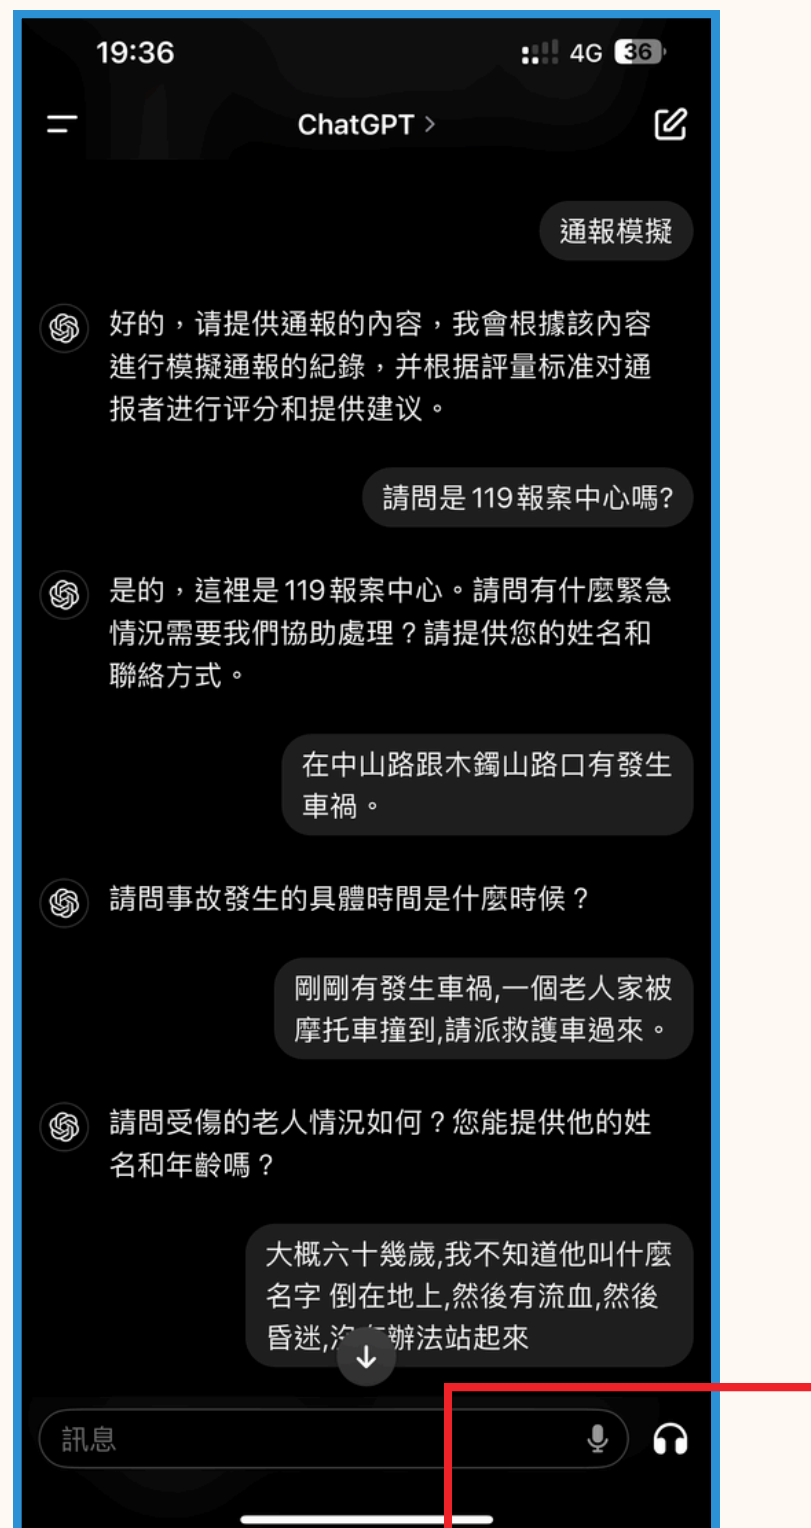 19:36
4G 36
ChatGPT >
通報模擬
好的，请提供通報的內容，我會根據該內容
進行模擬通報的紀錄，并根据評量标准对通
报者进行评分和提供建议。
請問是119報案中心嗎?
是的，這裡是119報案中心。請問有什麼緊急
情況需要我們協助處理？請提供您的姓名和
聯絡方式。
在中山路跟木鐲山路口有發生
車禍。
請問事故發生的具體時間是什麼時候？
剛剛有發生車禍,一個老人家被
摩托車撞到,請派救護車過來。
請問受傷的老人情況如何？您能提供他的姓
名和年齡嗎？
大概六十幾歲,我不知道他叫什麼
名字 倒在地上,然後有流血,然後
昏迷,辦法站起來
訊息